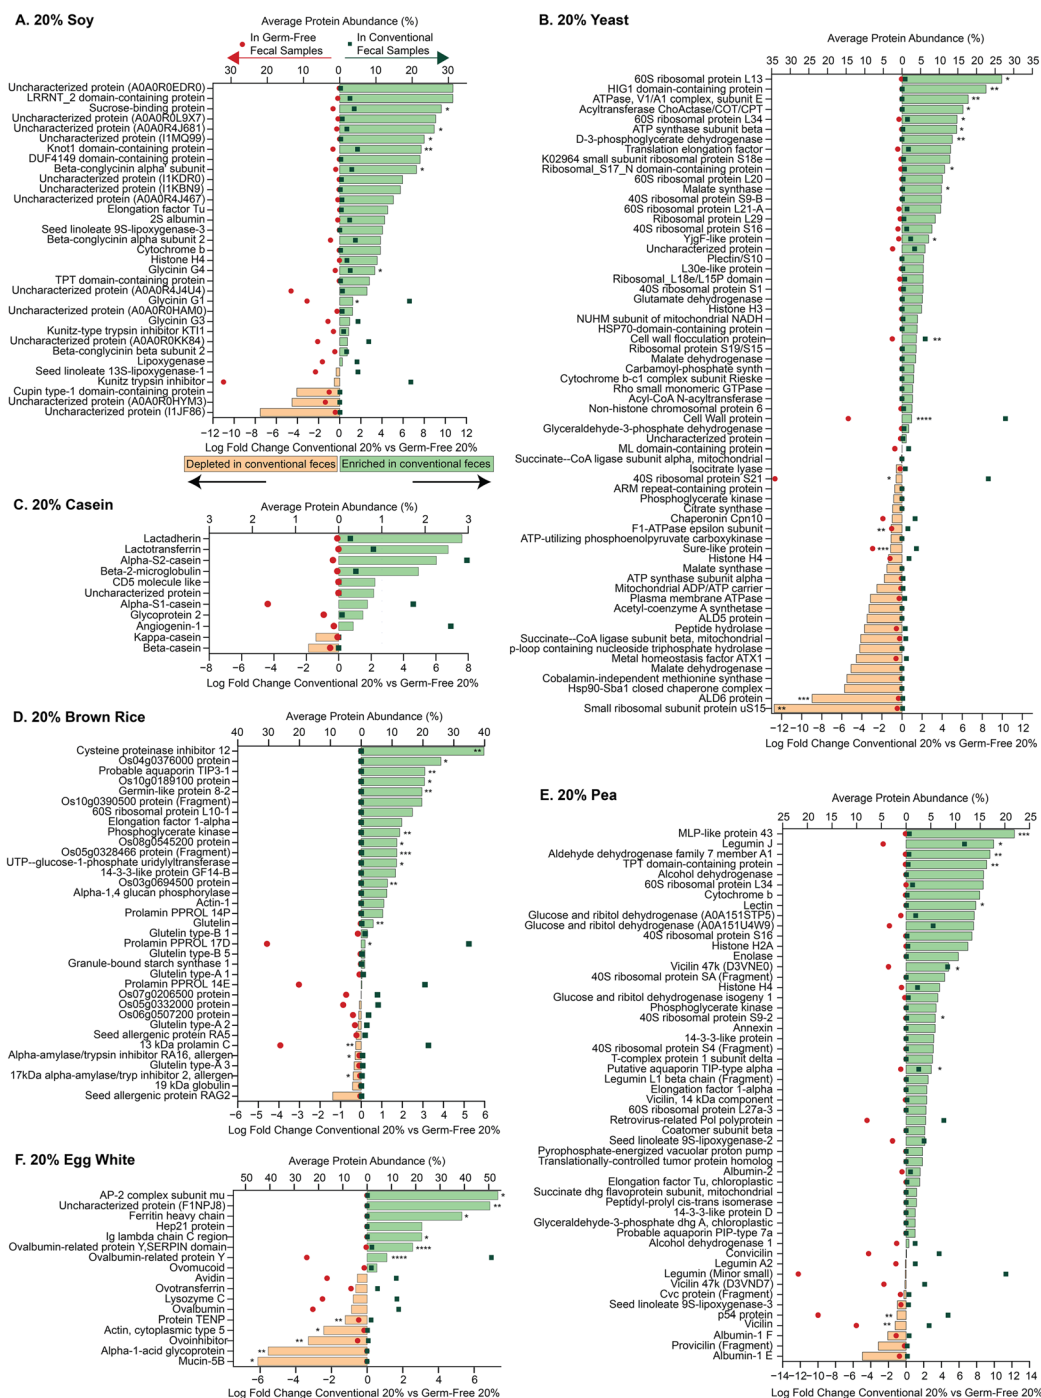 A. 20% Soy
Average Protein Abundance (%)
In Germ-Free Fecal Samples
In Conventional Fecal Samples
30 20 10 0 10 20 30
Uncharacterized protein (A0A0R0EDR0)
LRRNT_2 domain-containing protein
Sucrose-binding protein *
Uncharacterized protein (A0A0R0L9X7)
Uncharacterized protein (A0A0R4J681) *
Uncharacterized protein (I1MQ99) *
Knot1 domain-containing protein **
DUF4149 domain-containing protein
Beta-conglycinin alpha' subunit *
Uncharacterized protein (I1KDR0)
Uncharacterized protein (I1KBN9)
Uncharacterized protein (A0A0R4J467)
Elongation factor Tu
2S albumin
Seed linoleate 9S-lipoxygenase-3
Beta-conglycinin alpha subunit 2
Cytochrome b
Histone H4
Glycinin G4 *
TPT domain-containing protein
Uncharacterized protein (A0A0R4J4U4)
Glycinin G1 *
Uncharacterized protein (A0A0R0HAM0)
Glycinin G3
Kunitz-type trypsin inhibitor KTI1
Uncharacterized protein (A0A0R0KK84)
Beta-conglycinin beta subunit 2
Lipoxygenase
Seed linoleate 13S-lipoxygenase-1
Kunitz trypsin inhibitor
Cupin type-1 domain-containing protein
Uncharacterized protein (A0A0R0HYM3)
Uncharacterized protein (I1JF86)
−12 −10 −8 −6 −4 −2 0 2 4 6 8 10 12
Log Fold Change Conventional 20% vs Germ-Free 20%
Depleted in conventional feces
Enriched in conventional feces
B. 20% Yeast
Average Protein Abundance (%)
35 30 25 20 15 10 5 0 5 10 15 20 25 30 35
60S ribosomal protein L13 *
HIG1 domain-containing protein **
ATPase, V1/A1 complex, subunit E **
Acyltransferase ChoActase/COT/CPT *
60S ribosomal protein L34 *
ATP synthase subunit beta *
D-3-phosphoglycerate dehydrogenase **
Translation elongation factor
K02964 small subunit ribosomal protein S18e
Ribosomal_S17_N domain-containing protein *
60S ribosomal protein L20
Malate synthase *
40S ribosomal protein S9-B
60S ribosomal protein L21-A
Ribosomal protein L29
40S ribosomal protein S16
YjgF-like protein *
Uncharacterized protein
Plectin/S10
L30e-like protein
Ribosomal_L18e/L15P domain
40S ribosomal protein S1
Glutamate dehydrogenase
Histone H3
NUHM subunit of mitochondrial NADH
HSP70-domain-containing protein
Cell wall flocculation protein **
Ribosomal protein S19/S15
Malate dehydrogenase
Carbamoyl-phosphate synth
Cytochrome b-c1 complex subunit Rieske
Rho small monomeric GTPase
Acyl-CoA N-acyltransferase
Non-histone chromosomal protein 6
Cell Wall protein ****
Glyceraldehyde-3-phosphate dehydrogenase
Uncharacterized protein
ML domain-containing protein
Succinate--CoA ligase subunit alpha, mitochondrial
Isocitrate lyase
40S ribosomal protein S21 *
ARM repeat-containing protein
Phosphoglycerate kinase
Citrate synthase
Chaperonin Cpn10
F1-ATPase epsilon subunit **
ATP-utilizing phosphoenolpyruvate carboxykinase
Sure-like protein ***
Histone H4
Malate synthase
ATP synthase subunit alpha
Mitochondrial ADP/ATP carrier
Plasma membrane ATPase
Acetyl-coenzyme A synthetase
ALD5 protein
Peptide hydrolase
Succinate--CoA ligase subunit beta, mitochondrial
p-loop containing nucleoside triphosphate hydrolase
Metal homeostasis factor ATX1
Malate dehydrogenase
Cobalamin-independent methionine synthase
Hsp90-Sba1 closed chaperone complex
ALD6 protein ***
Small ribosomal subunit protein uS15 **
−12 −10 −8 −6 −4 −2 0 2 4 6 8 10 12
Log Fold Change Conventional 20% vs Germ-Free 20%
C. 20% Casein
Average Protein Abundance (%)
3 2 1 0 1 2 3
Lactadherin
Lactotransferrin
Alpha-S2-casein
Beta-2-microglobulin
CD5 molecule like
Uncharacterized protein
Alpha-S1-casein
Glycoprotein 2
Angiogenin-1
Kappa-casein
Beta-casein
−8 −6 −4 −2 0 2 4 6 8
Log Fold Change Conventional 20% vs Germ-Free 20%
D. 20% Brown Rice
Average Protein Abundance (%)
40 30 20 10 0 10 20 30 40
Cysteine proteinase inhibitor 12 **
Os04g0376000 protein *
Probable aquaporin TIP3-1 **
Os10g0189100 protein *
Germin-like protein 8-2 **
Os10g0390500 protein (Fragment)
60S ribosomal protein L10-1
Elongation factor 1-alpha
Phosphoglycerate kinase **
Os08g0545200 protein *
Os05g0328466 protein (Fragment) ***
UTP--glucose-1-phosphate uridylyltransferase *
14-3-3-like protein GF14-B
Os03g0694500 protein **
Alpha-1,4 glucan phosphorylase
Actin-1
Prolamin PPROL 14P
Glutelin **
Glutelin type-B 1
Prolamin PPROL 17D *
Glutelin type-B 5
Granule-bound starch synthase 1
Glutelin type-A 1
Prolamin PPROL 14E
Os07g0206500 protein
Os05g0332000 protein
Os06g0507200 protein
Glutelin type-A 2
Seed allergenic protein RA5
13 kDa prolamin C **
Alpha-amylase/trypsin inhibitor RA16, allergen *
Glutelin type-A 3
17kDa alpha-amylase/tryp inhibitor 2, allergen *
19 kDa globulin
Seed allergenic protein RAG2
−6 −5 −4 −3 −2 −1 0 1 2 3 4 5 6
Log Fold Change Conventional 20% vs Germ-Free 20%
E. 20% Pea
Average Protein Abundance (%)
25 20 15 10 5 0 5 10 15 20 25
MLP-like protein 43 ***
Legumin J *
Aldehyde dehydrogenase family 7 member A1 **
TPT domain-containing protein **
Alcohol dehydrogenase
60S ribosomal protein L34
Cytochrome b
Lectin *
Glucose and ribitol dehydrogenase (A0A151STP5)
Glucose and ribitol dehydrogenase (A0A151U4W9)
40S ribosomal protein S16
Histone H2A
Enolase
Vicilin 47k (D3VNE0) *
40S ribosomal protein SA (Fragment)
Histone H4
Glucose and ribitol dehydrogenase isogeny 1
Phosphoglycerate kinase
40S ribosomal protein S9-2 *
Annexin
14-3-3-like protein
40S ribosomal protein S4 (Fragment)
T-complex protein 1 subunit delta
Putative aquaporin TIP-type alpha *
Legumin L1 beta chain (Fragment)
Elongation factor 1-alpha
Vicilin, 14 kDa component
60S ribosomal protein L27a-3
Retrovirus-related Pol polyprotein
Coatomer subunit beta
Seed linoleate 9S-lipoxygenase-2
Pyrophosphate-energized vacuolar proton pump
Translationally-controlled tumor protein homolog
Albumin-2
Elongation factor Tu, chloroplastic
Succinate dhg flavoprotein subunit, mitochondrial
Peptidyl-prolyl cis-trans isomerase
14-3-3-like protein D
Glyceraldehyde-3-phosphate dhg A, chloroplastic
Probable aquaporin PIP-type 7a
Alcohol dehydrogenase 1
Convicilin
Legumin A2
Legumin (Minor small)
Vicilin 47k (D3VND7)
Cvc protein (Fragment)
Seed linoleate 9S-lipoxygenase-3
p54 protein **
Vicilin **
Albumin-1 F
Provicilin (Fragment)
Albumin-1 E
−14 −12 −10 −8 −6 −4 −2 0 2 4 6 8 10 12 14
Log Fold Change Conventional 20% vs Germ-Free 20%
F. 20% Egg White
Average Protein Abundance (%)
50 40 30 20 10 0 10 20 30 40 50
AP-2 complex subunit mu *
Uncharacterized protein (F1NPJ8) **
Ferritin heavy chain *
Hep21 protein
Ig lambda chain C region *
Ovalbumin-related protein Y,SERPIN domain ****
Ovalbumin-related protein Y ****
Ovomucoid
Avidin
Ovotransferrin
Lysozyme C
Ovalbumin
Protein TENP **
Actin, cytoplasmic type 5 *
Ovoinhibitor **
Alpha-1-acid glycoprotein **
Mucin-5B *
−6 −4 −2 0 2 4 6
Log Fold Change Conventional 20% vs Germ-Free 20%